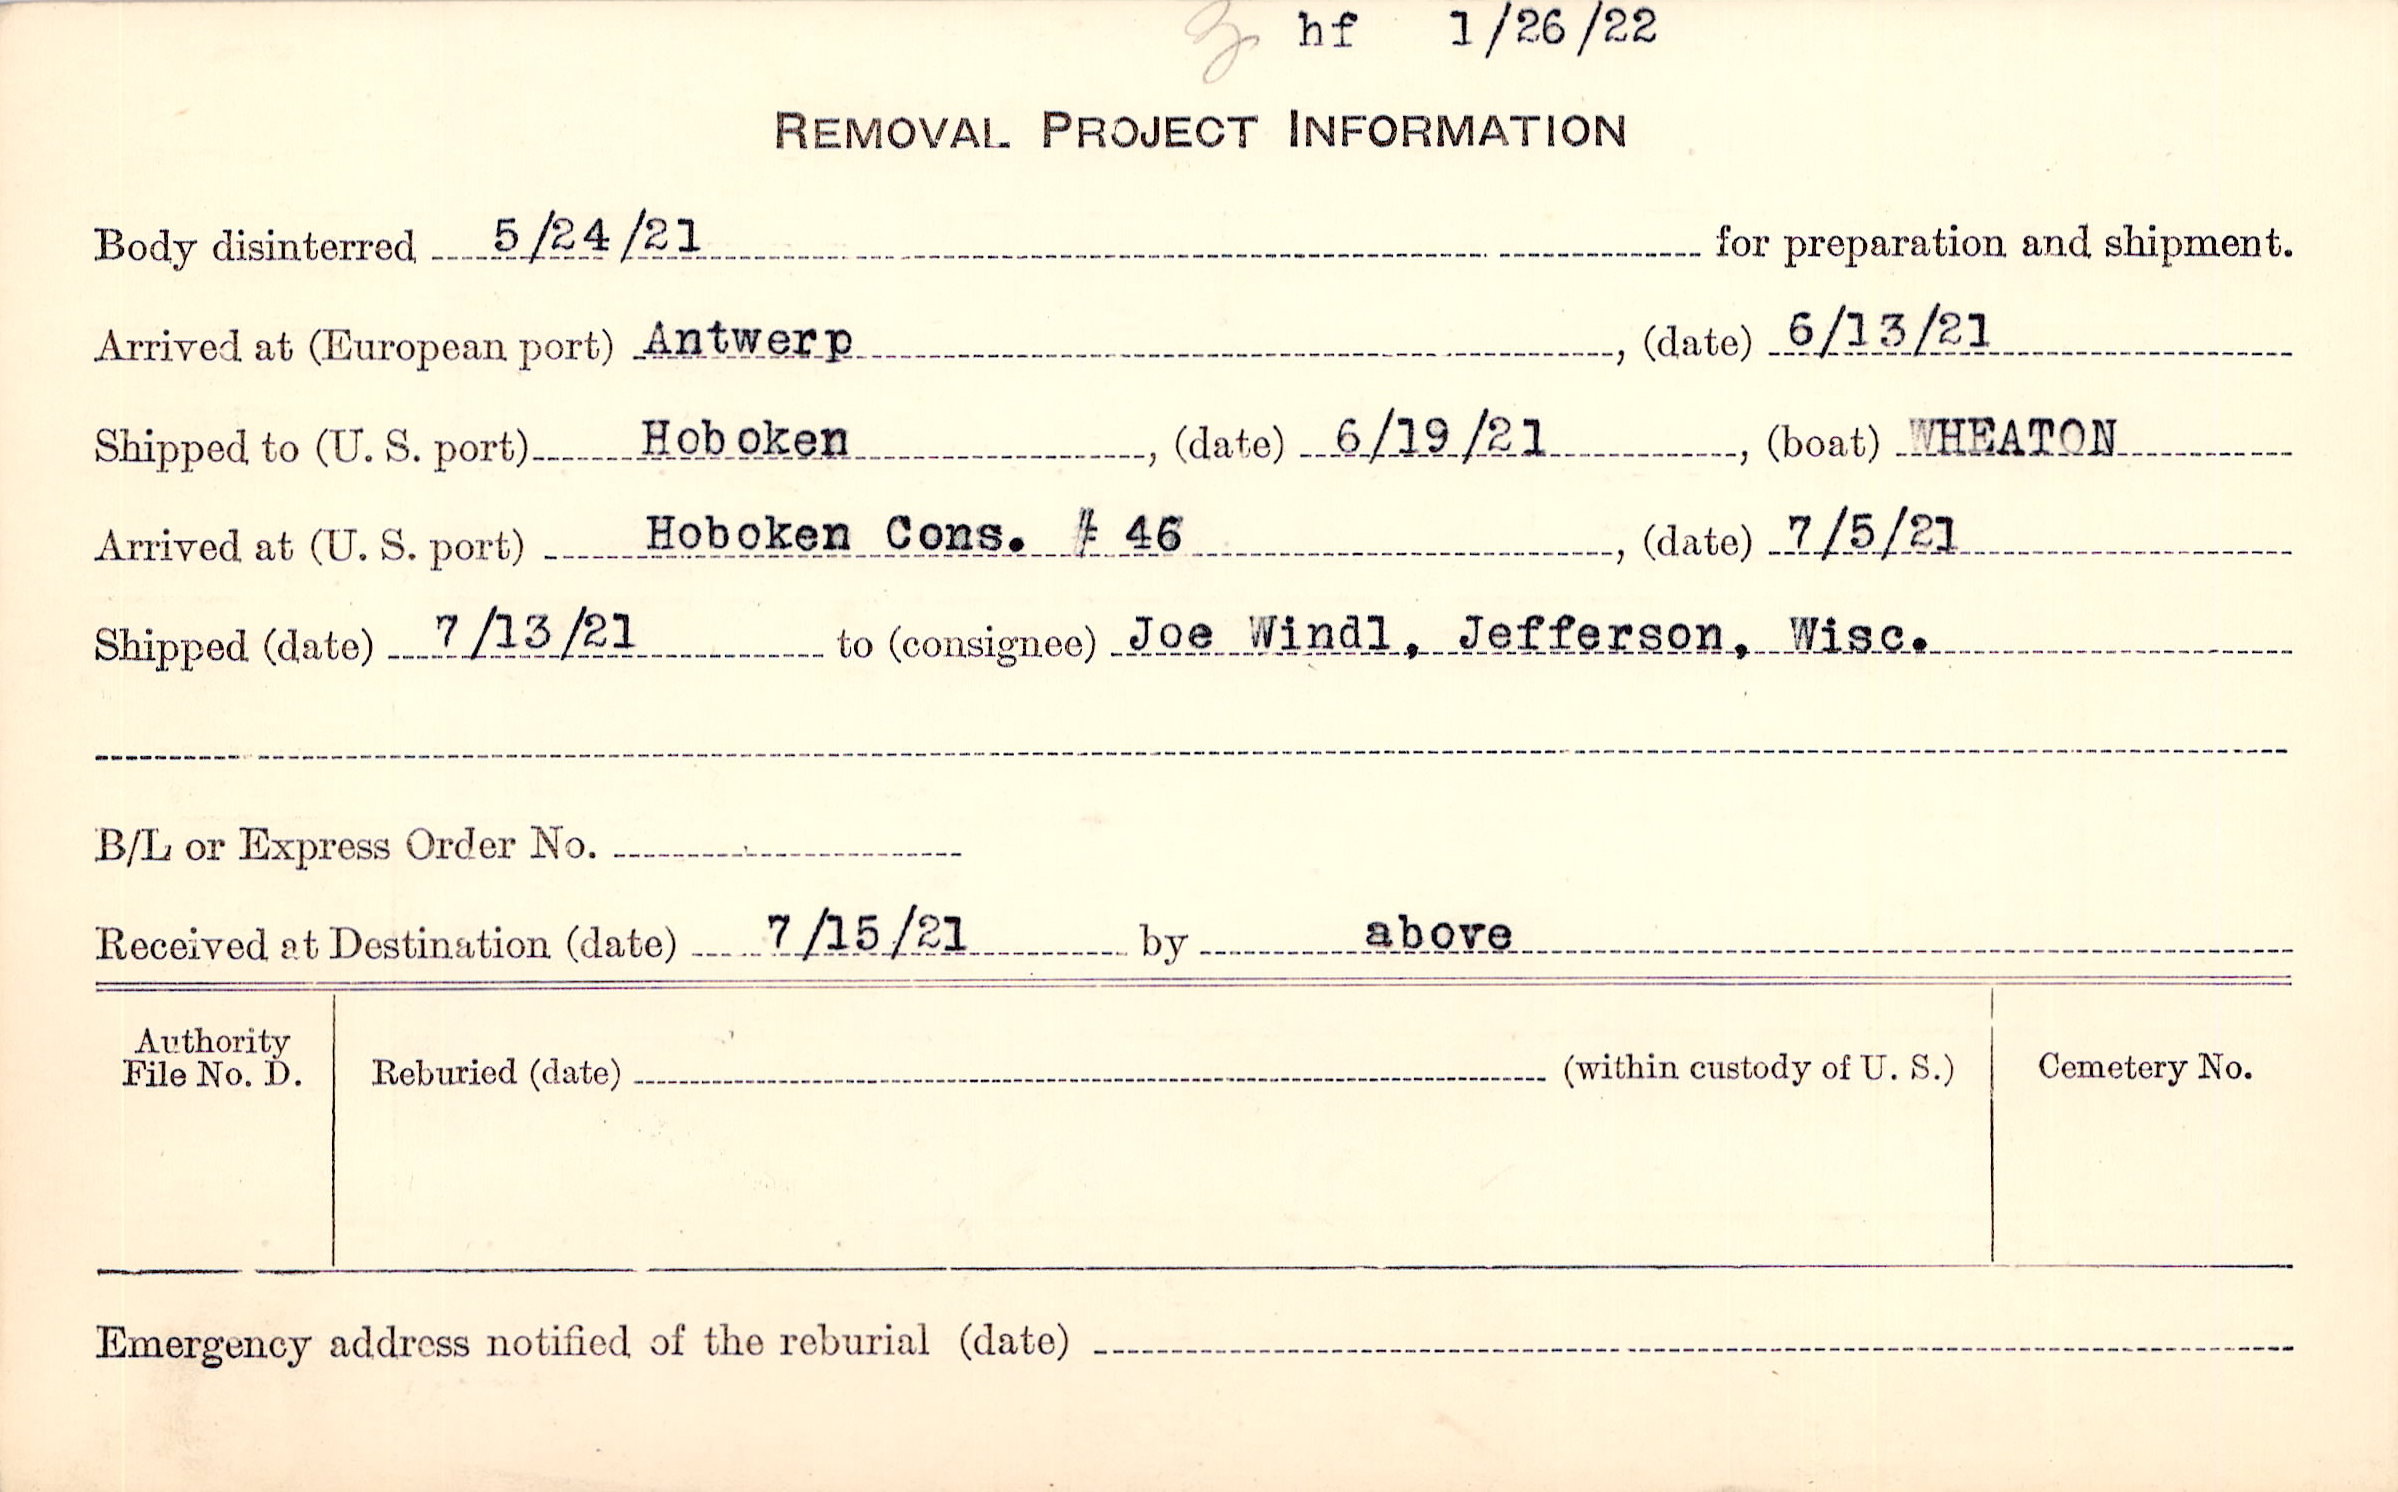 hf 1/26/22
REMOVAL PROJECT INFORMATION
Body disinterred 5/24/21 for preparation and shipment.
Arrived at (European port) Antwerp, (date) 6/13/21
Shipped to (U. S. port) Hoboken, (date) 6/19/21, (boat) WHEATON
Arrived at (U. S. port) Hoboken Cons. # 46, (date) 7/5/21
Shipped (date) 7/13/21 to (consignee) Joe Windl, Jefferson, Wisc.
B/L or Express Order No.
Received at Destination (date) 7/15/21 by above
Authority
File No. D.
Reburied (date) (within custody of U. S.)
Cemetery No.
Emergency address notified of the reburial (date)